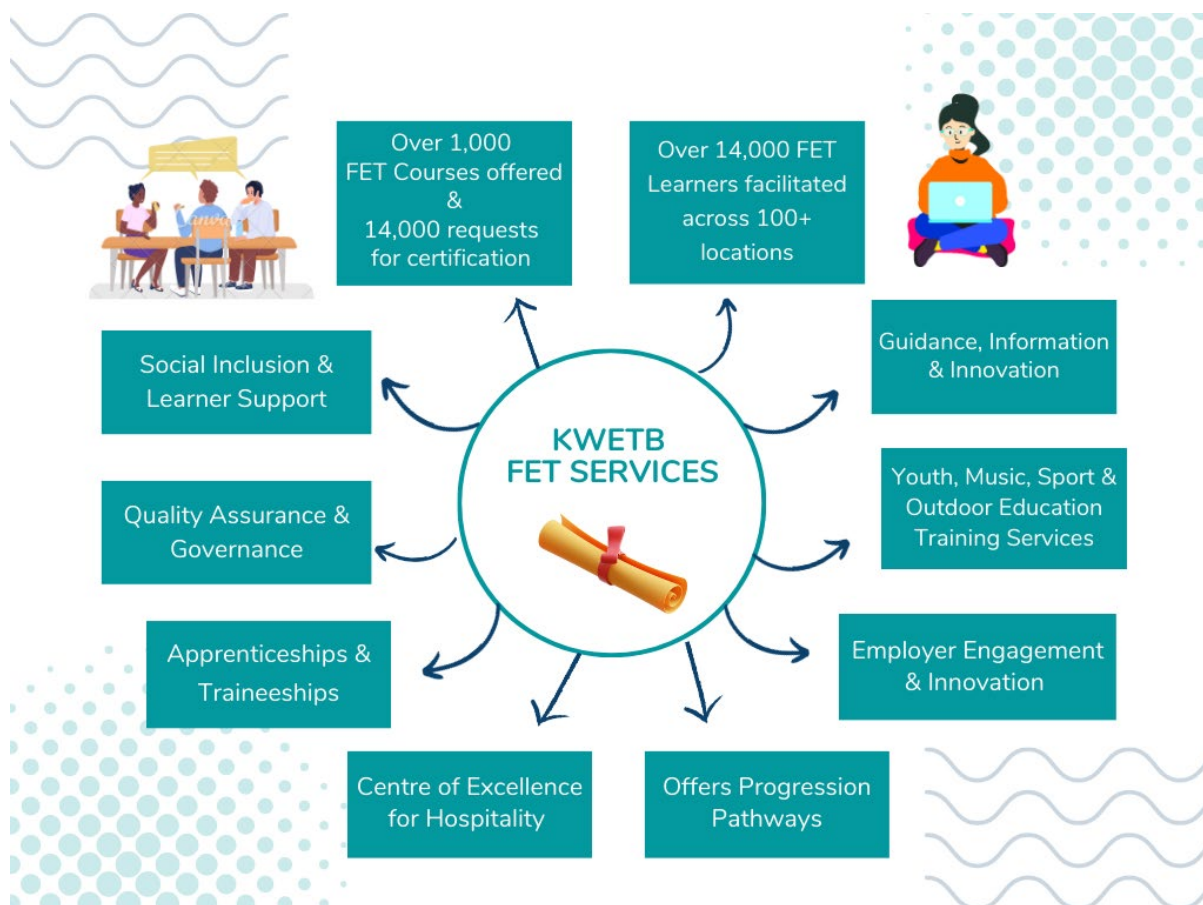 Over 1,000
FET Courses offered
&
14,000 requests
for certification
Over 14,000 FET
Learners facilitated
across 100+
locations
Social Inclusion &
Learner Support
Guidance, Information
& Innovation
KWETB
FET SERVICES
Quality Assurance &
Governance
Youth, Music, Sport &
Outdoor Education
Training Services
Apprenticeships &
Traineeships
Employer Engagement
& Innovation
Centre of Excellence
for Hospitality
Offers Progression
Pathways